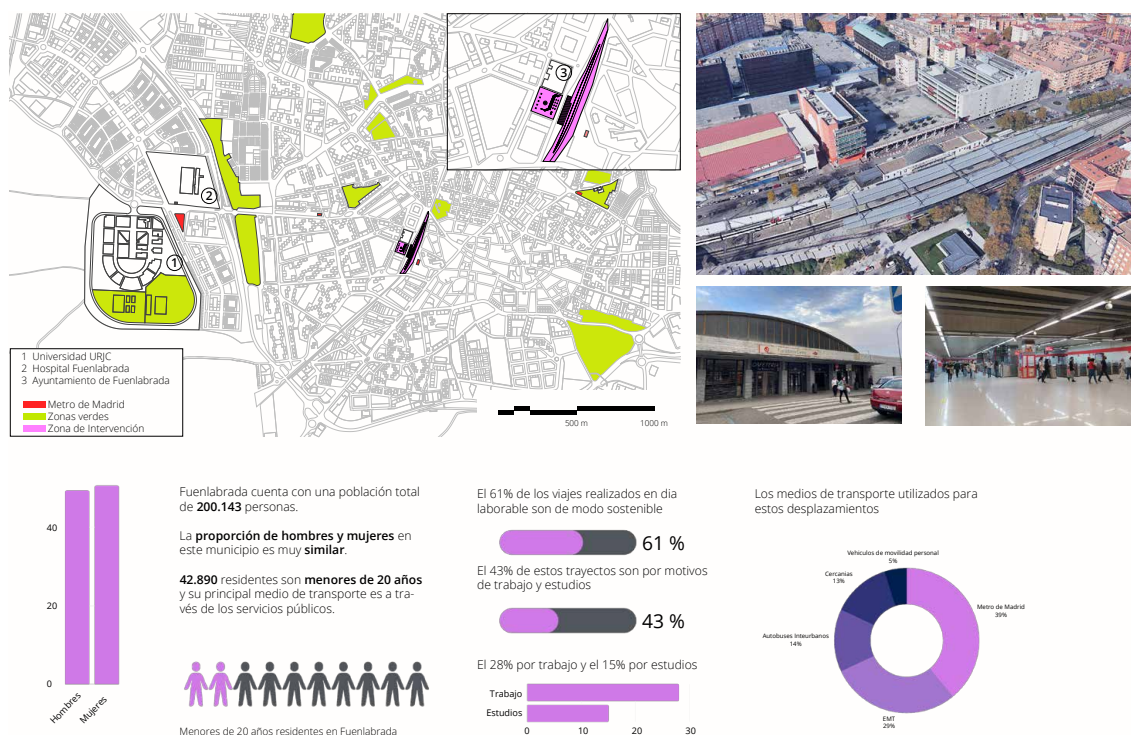 3
2
1
1 Universidad URJC
2 Hospital Fuenlabrada
3 Ayuntamiento de Fuenlabrada
Metro de Madrid
Zonas verdes
Zona de Intervención
500 m
1000 m
40
20
0
Hombres
Mujeres
Fuenlabrada cuenta con una población total
de 200.143 personas.
La proporción de hombres y mujeres en
este municipio es muy similar.
42.890 residentes son menores de 20 años
y su principal medio de transporte es a tra-
vés de los servicios públicos.
Menores de 20 años residentes en Fuenlabrada
El 61% de los viajes realizados en dia
laborable son de modo sostenible
61 %
El 43% de estos trayectos son por motivos
de trabajo y estudios
43 %
El 28% por trabajo y el 15% por estudios
Trabajo
Estudios
0
10
20
30
Los medios de transporte utilizados para
estos desplazamientos
Vehiculos de movilidad personal
5%
Cercanias
13%
Metro de Madrid
39%
Autobuses Inteurbanos
14%
EMT
29%